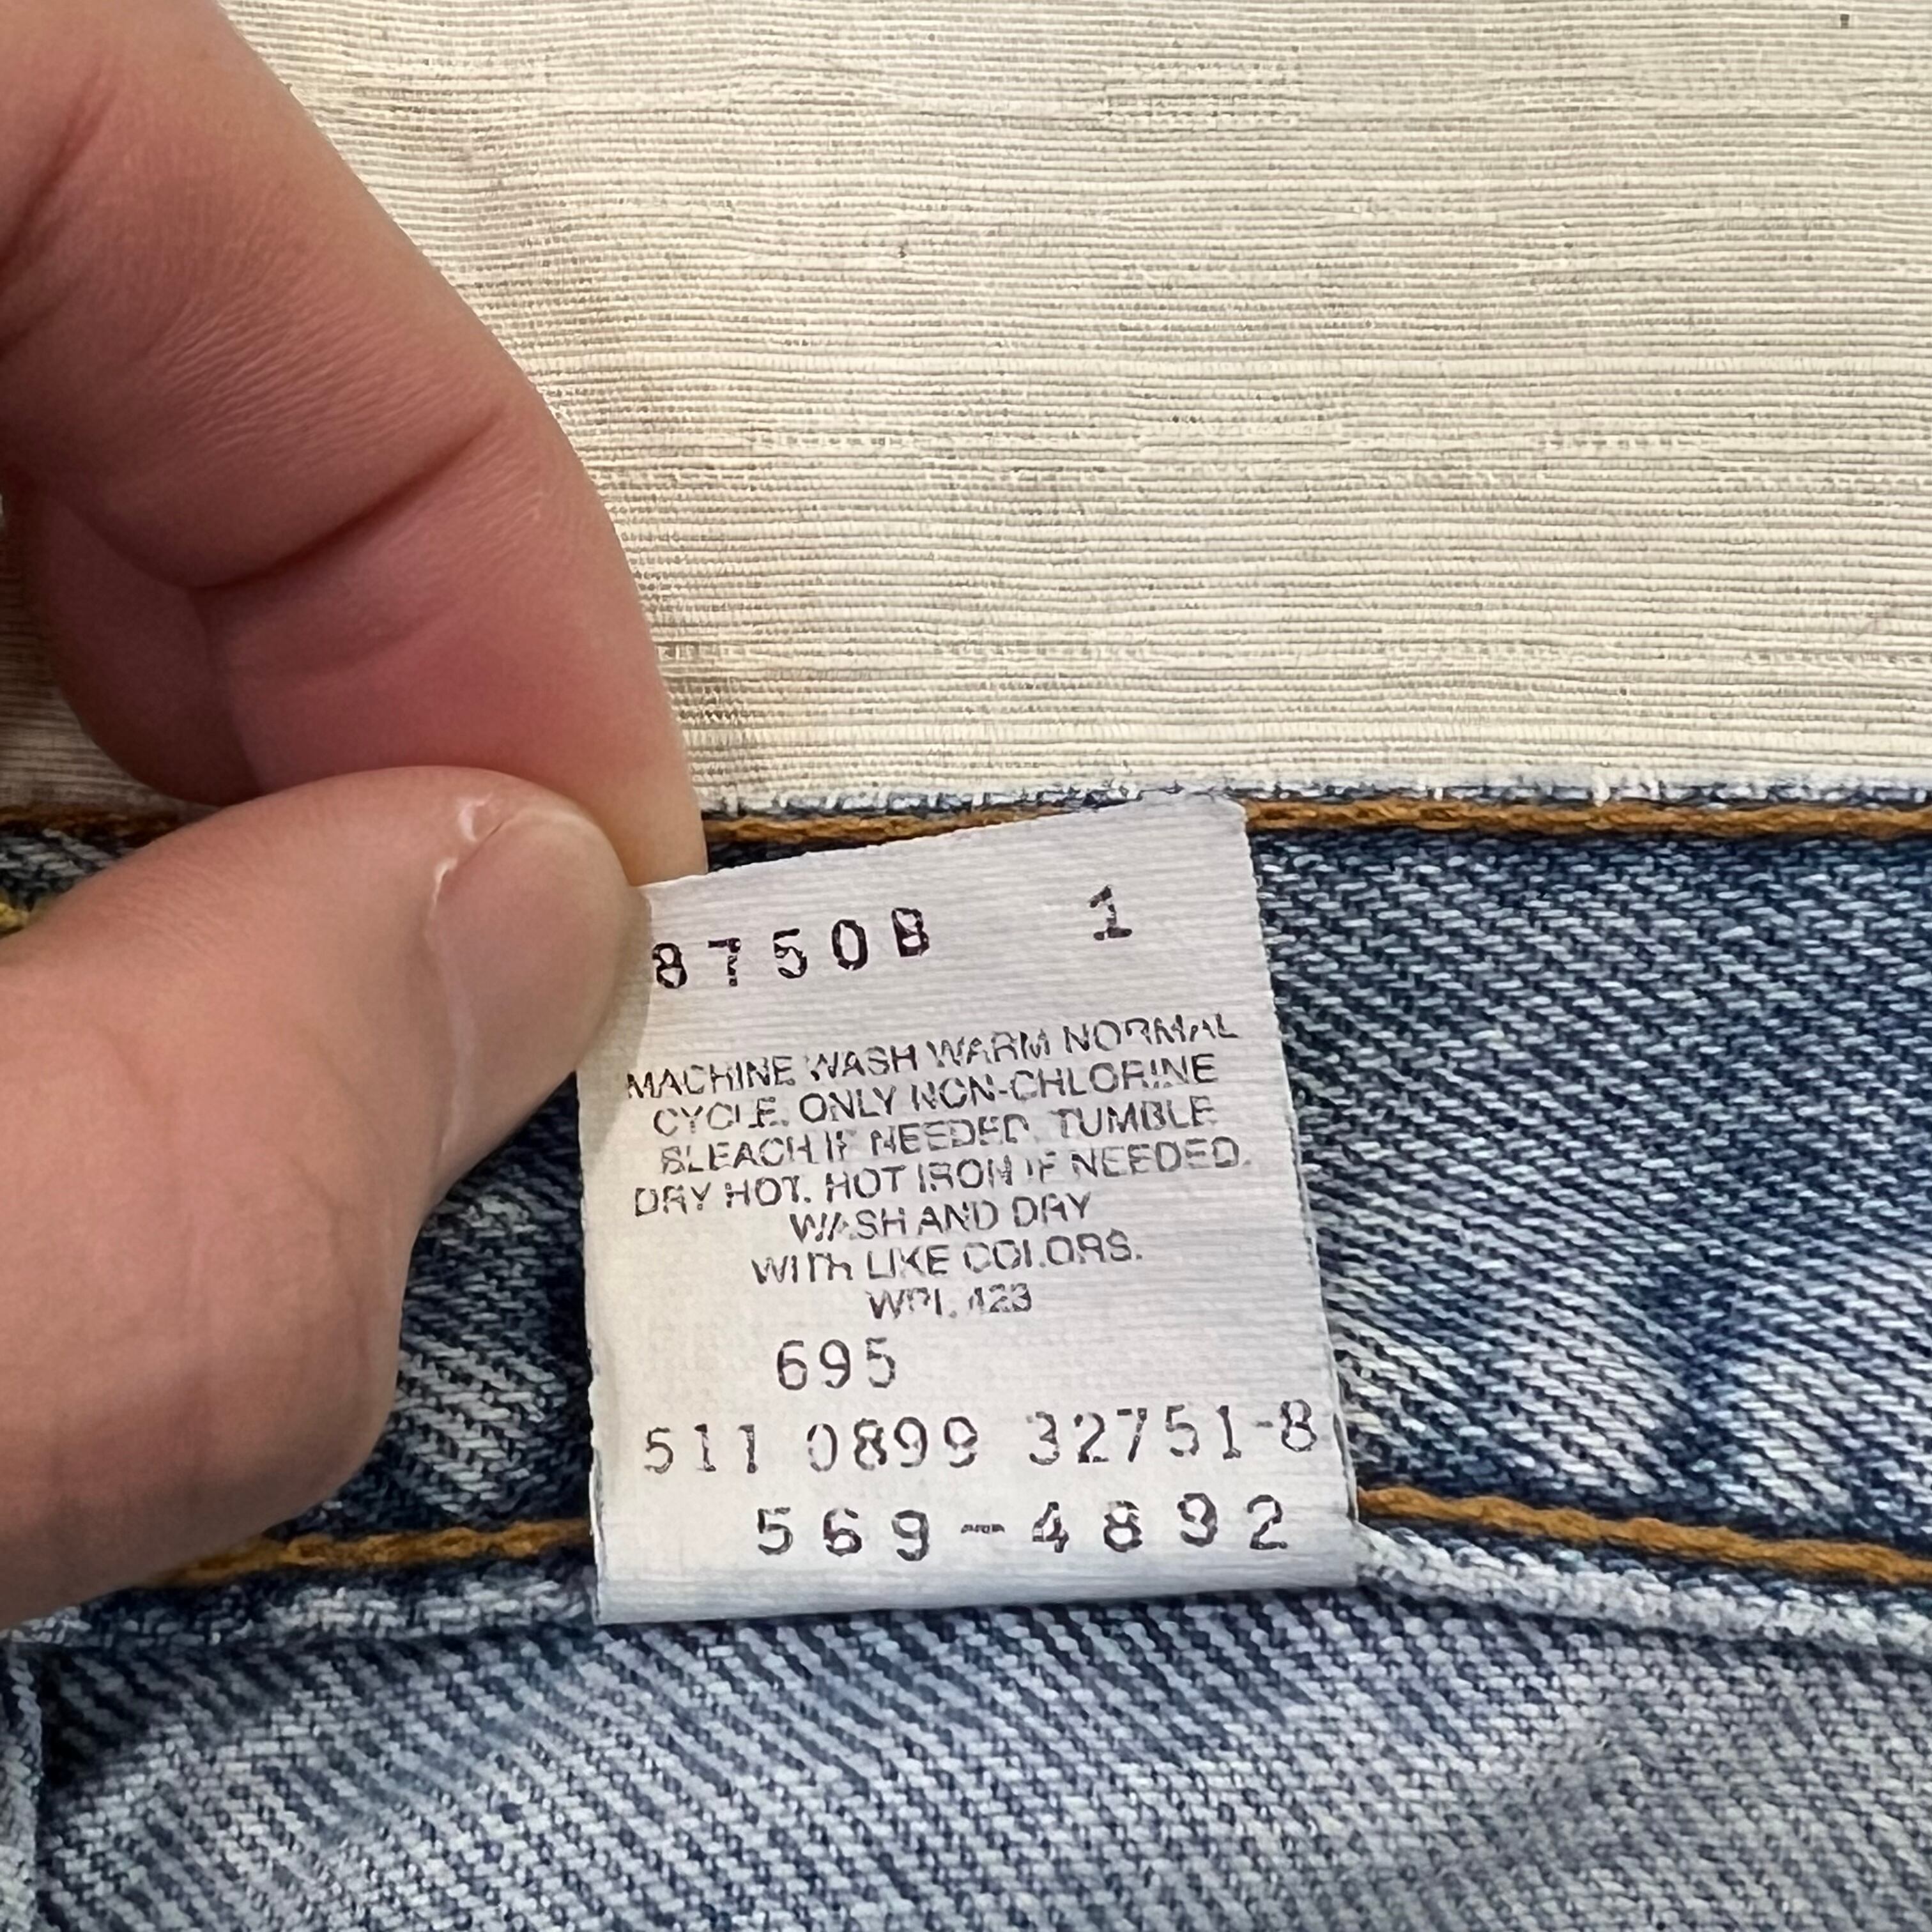 8750B 1
MACHINE WASH WARM NORMAL
CYCLE. ONLY NON-CHLORINE
BLEACH IF NEEDED. TUMBLE
DRY HOT. HOT IRON IF NEEDED.
WASH AND DRY
WITH LIKE COLORS.
WPL 423
695
511 0899 32751-8
569-4892